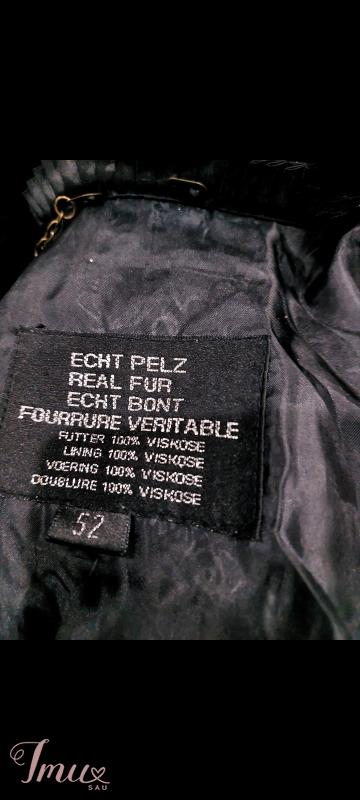 ECHT PELZ
REAL FUR
ECHT BONT
FOURRURE VERITABLE
FUTTER 100% VISKOSE
LINING 100% VISKOSE
VOERING 100% VISKOSE
DOUBLURE 100% VISKOSE
52
Imu
SAU